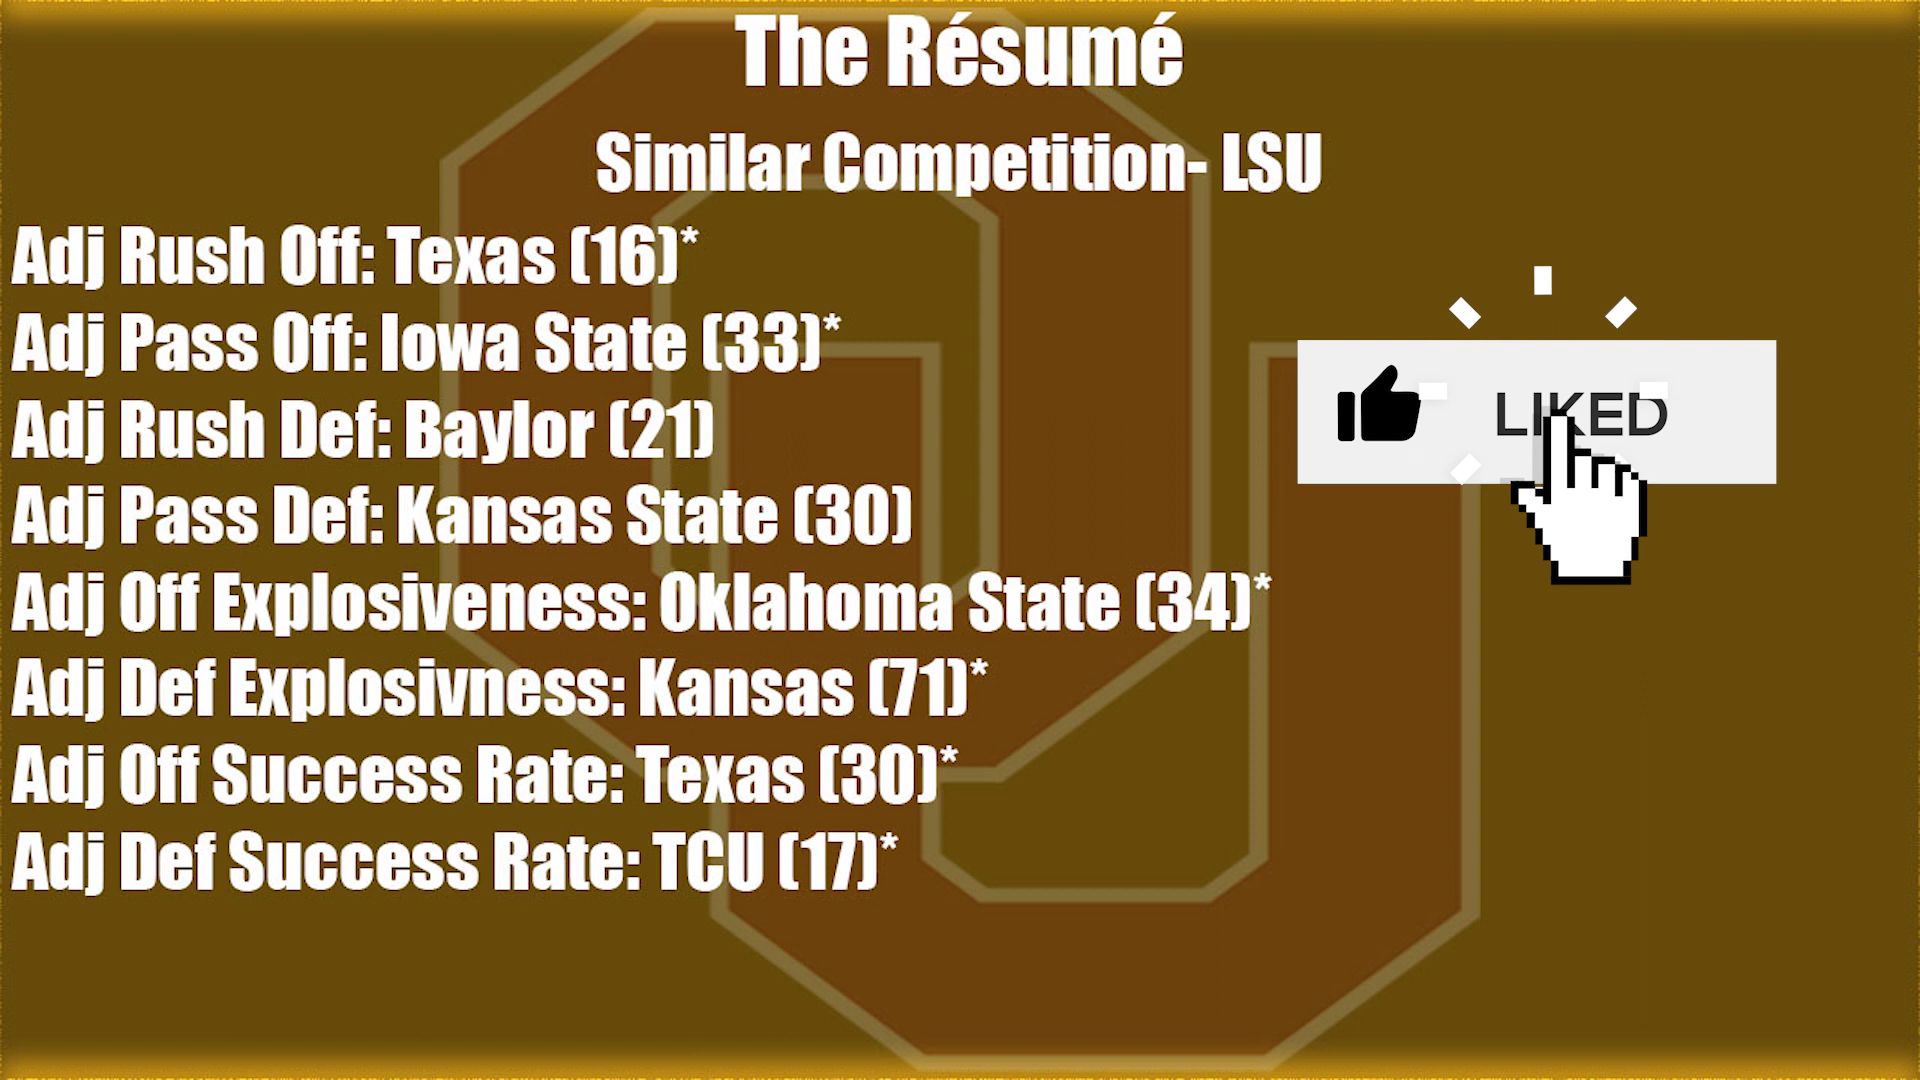 The Résumé
Similar Competition- LSU
Adj Rush Off: Texas (16)*
Adj Pass Off: Iowa State (33)*
Adj Rush Def: Baylor (21)
Adj Pass Def: Kansas State (30)
Adj Off Explosiveness: Oklahoma State (34)*
Adj Def Explosivness: Kansas (71)*
Adj Off Success Rate: Texas (30)*
Adj Def Success Rate: TCU (17)*
LIKED